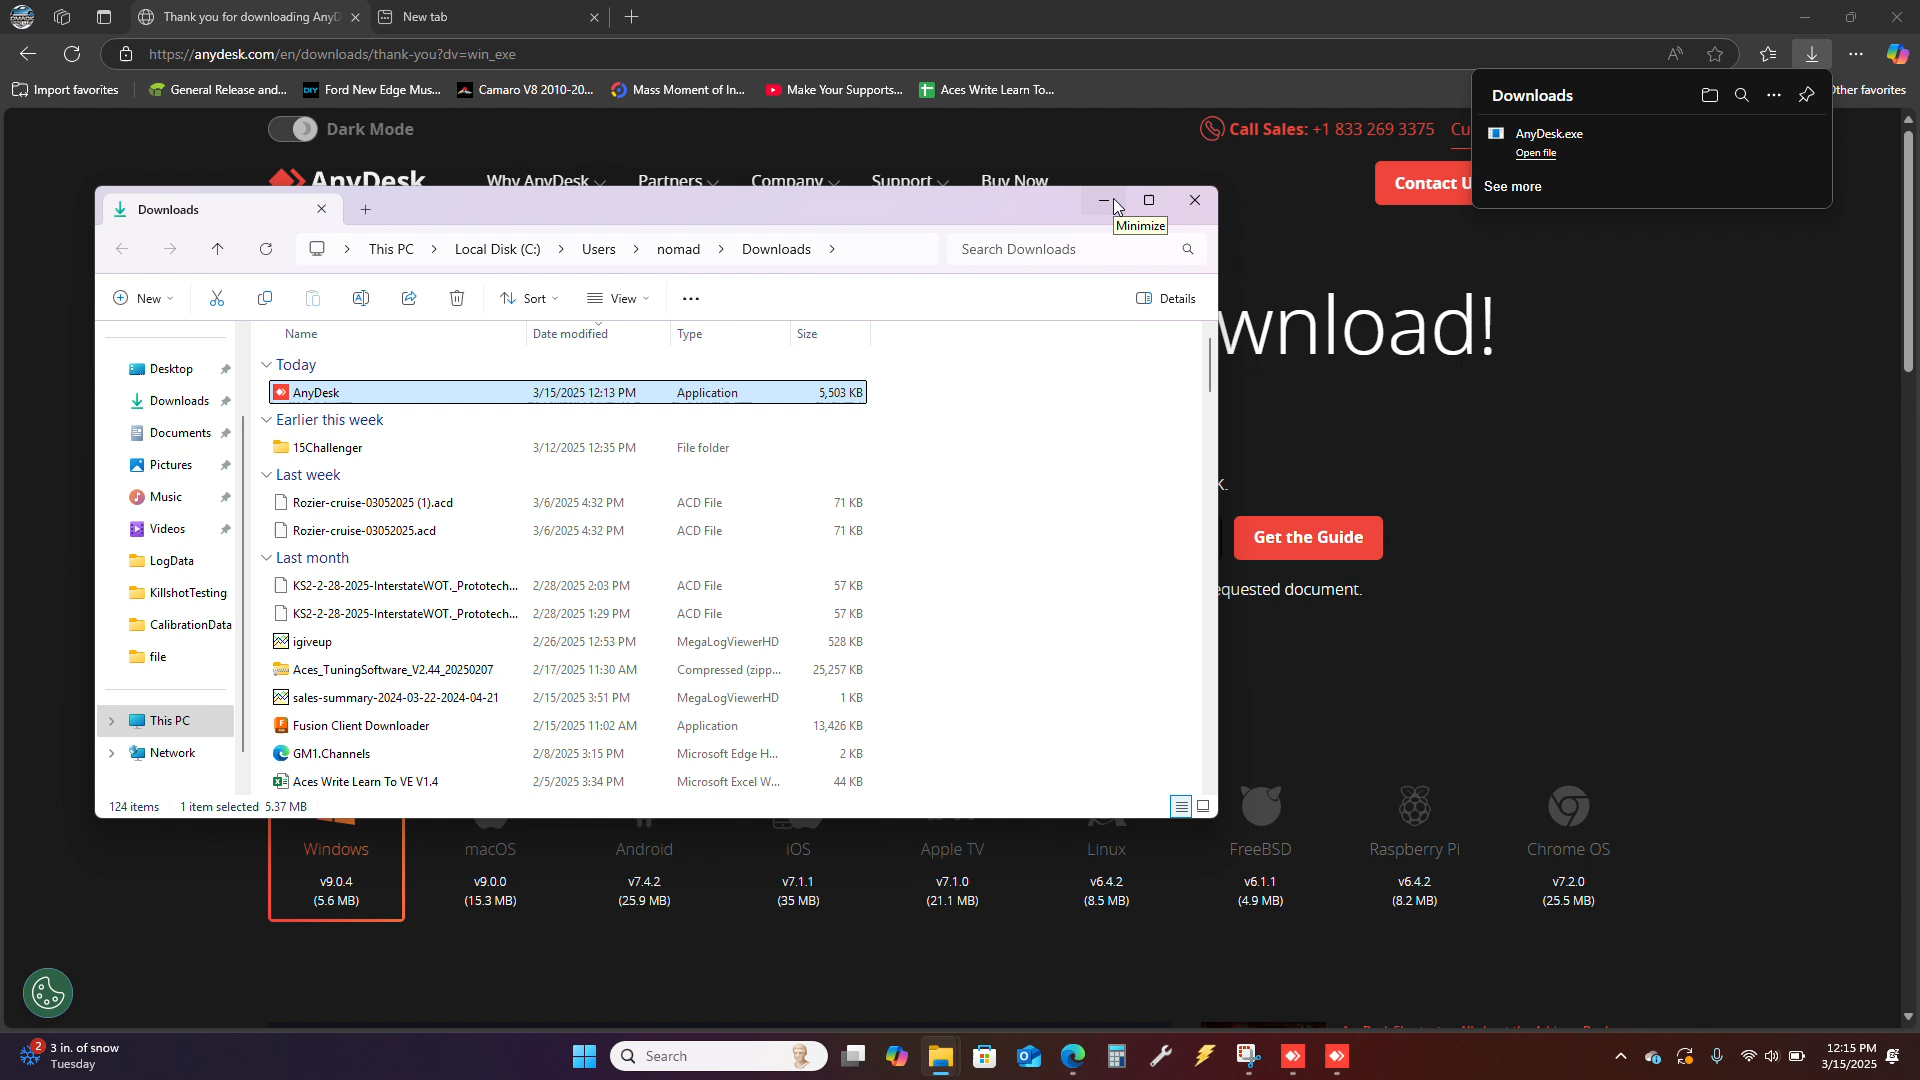 Thank you for downloading AnyD
New tab
https://anydesk.com/en/downloads/thank-you?dv=win_exe
Import favorites
General Release and...
DIY Ford New Edge Mus...
Camaro V8 2010-20...
Mass Moment of In...
Make Your Supports...
Aces Write Learn To...
Other favorites
Downloads
AnyDesk.exe
Open file
See more
Dark Mode
Call Sales: +1 833 269 3375
Cu
AnyDesk
Why AnyDesk
Partners
Company
Support
Buy Now
Contact U
Downloads
Minimize
This PC > Local Disk (C:) > Users > nomad > Downloads >
Search Downloads
New
Sort
View
Details
Name
Date modified
Type
Size
Desktop
Downloads
Documents
Pictures
Music
Videos
LogData
KillshotTesting
CalibrationData
file
This PC
Network
Today
AnyDesk 3/15/2025 12:13 PM Application 5,503 KB
Earlier this week
15Challenger 3/12/2025 12:35 PM File folder
Last week
Rozier-cruise-03052025 (1).acd 3/6/2025 4:32 PM ACD File 71 KB
Rozier-cruise-03052025.acd 3/6/2025 4:32 PM ACD File 71 KB
Last month
KS2-2-28-2025-InterstateWOT._Prototech... 2/28/2025 2:03 PM ACD File 57 KB
KS2-2-28-2025-InterstateWOT._Prototech... 2/28/2025 1:29 PM ACD File 57 KB
igiveup 2/26/2025 12:53 PM MegaLogViewerHD 528 KB
Aces_TuningSoftware_V2.44_20250207 2/17/2025 11:30 AM Compressed (zipp... 25,257 KB
sales-summary-2024-03-22-2024-04-21 2/15/2025 3:51 PM MegaLogViewerHD 1 KB
Fusion Client Downloader 2/15/2025 11:02 AM Application 13,426 KB
GM1.Channels 2/8/2025 3:15 PM Microsoft Edge H... 2 KB
Aces Write Learn To VE V1.4 2/5/2025 3:34 PM Microsoft Excel W... 44 KB
124 items
1 item selected 5.37 MB
wnload!
k.
Get the Guide
equested document.
Windows
v9.0.4
(5.6 MB)
macOS
v9.0.0
(15.3 MB)
Android
v7.4.2
(25.9 MB)
iOS
v7.1.1
(35 MB)
Apple TV
v7.1.0
(21.1 MB)
Linux
v6.4.2
(8.5 MB)
FreeBSD
v6.1.1
(4.9 MB)
Raspberry Pi
v6.4.2
(8.2 MB)
Chrome OS
v7.2.0
(25.5 MB)
2
3 in. of snow
Tuesday
Search
12:15 PM
3/15/2025